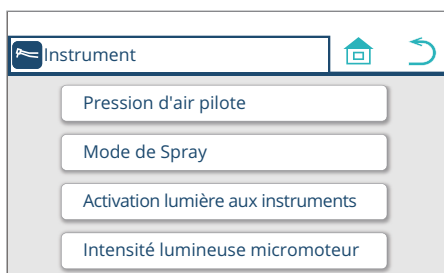 Instrument
Pression d'air pilote
Mode de Spray
Activation lumière aux instruments
Intensité lumineuse micromoteur